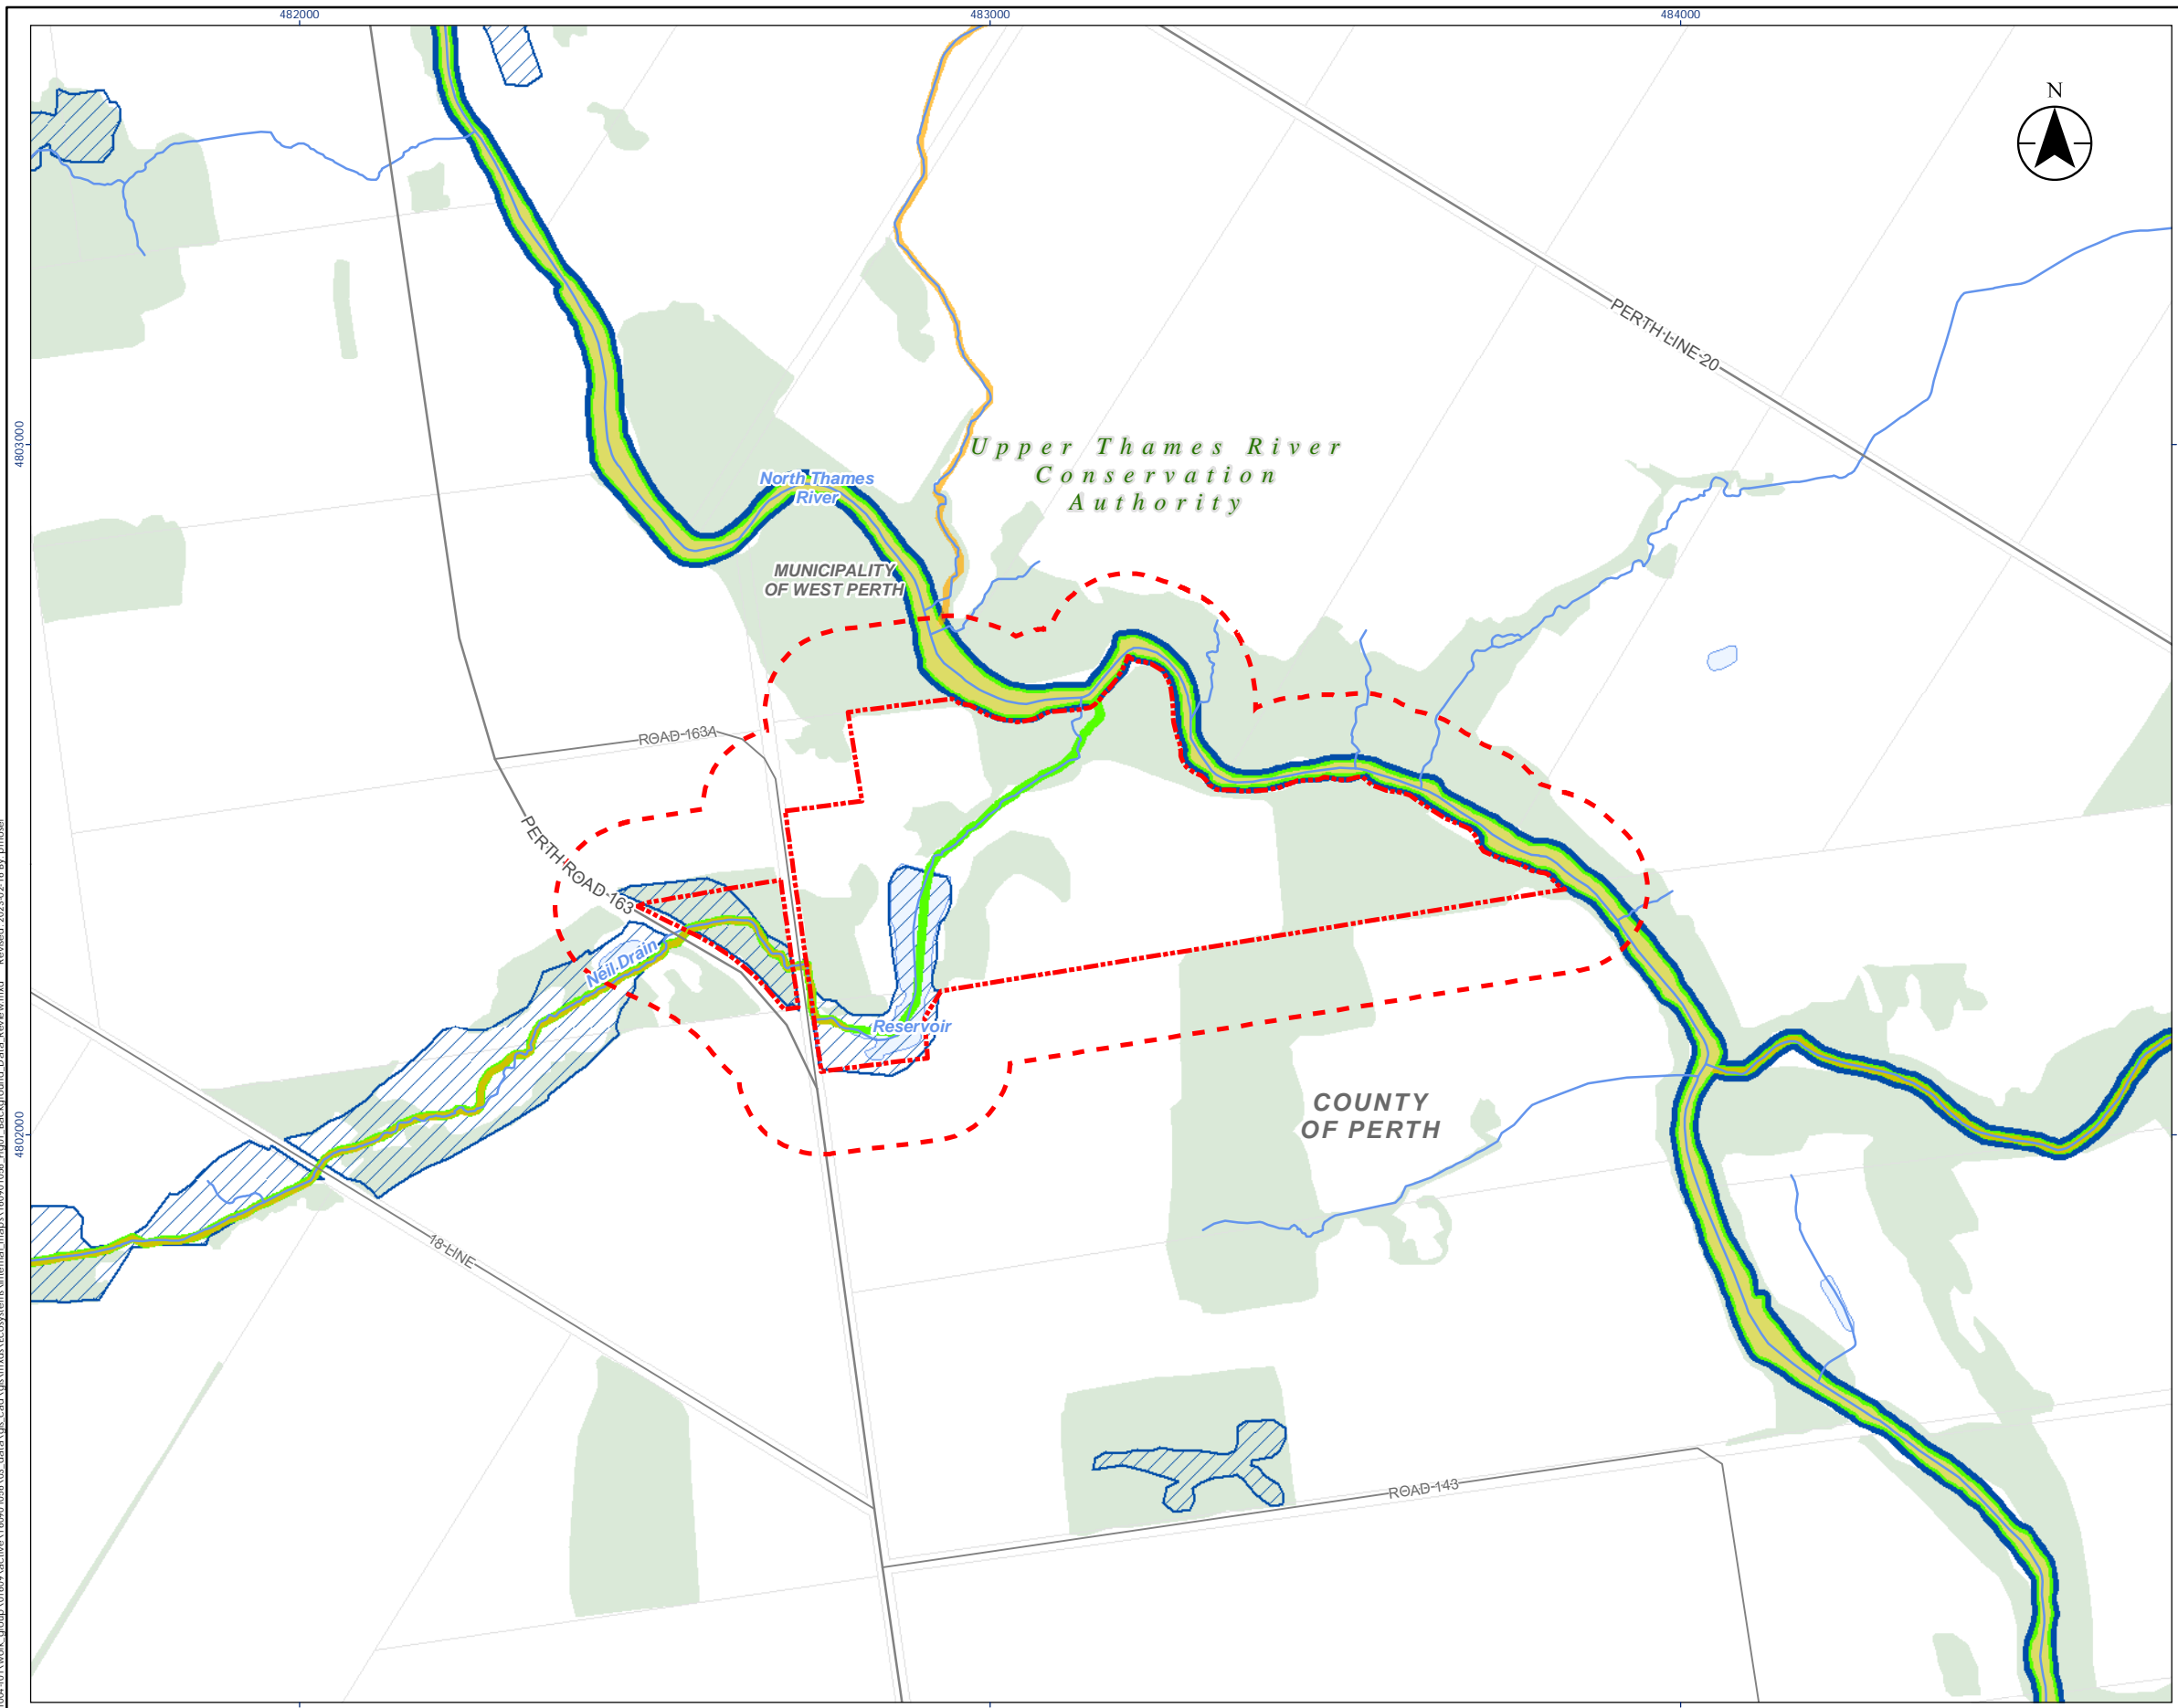 482000
483000
484000
N
PERTH LINE 20
4803000
Upper Thames River
Conservation
Authority
North Thames
River
MUNICIPALITY
OF WEST PERTH
ROAD 163A
PERTH ROAD 163
Neil Drain
Reservoir
COUNTY
OF PERTH
4802000
18 LINE
ROAD 143